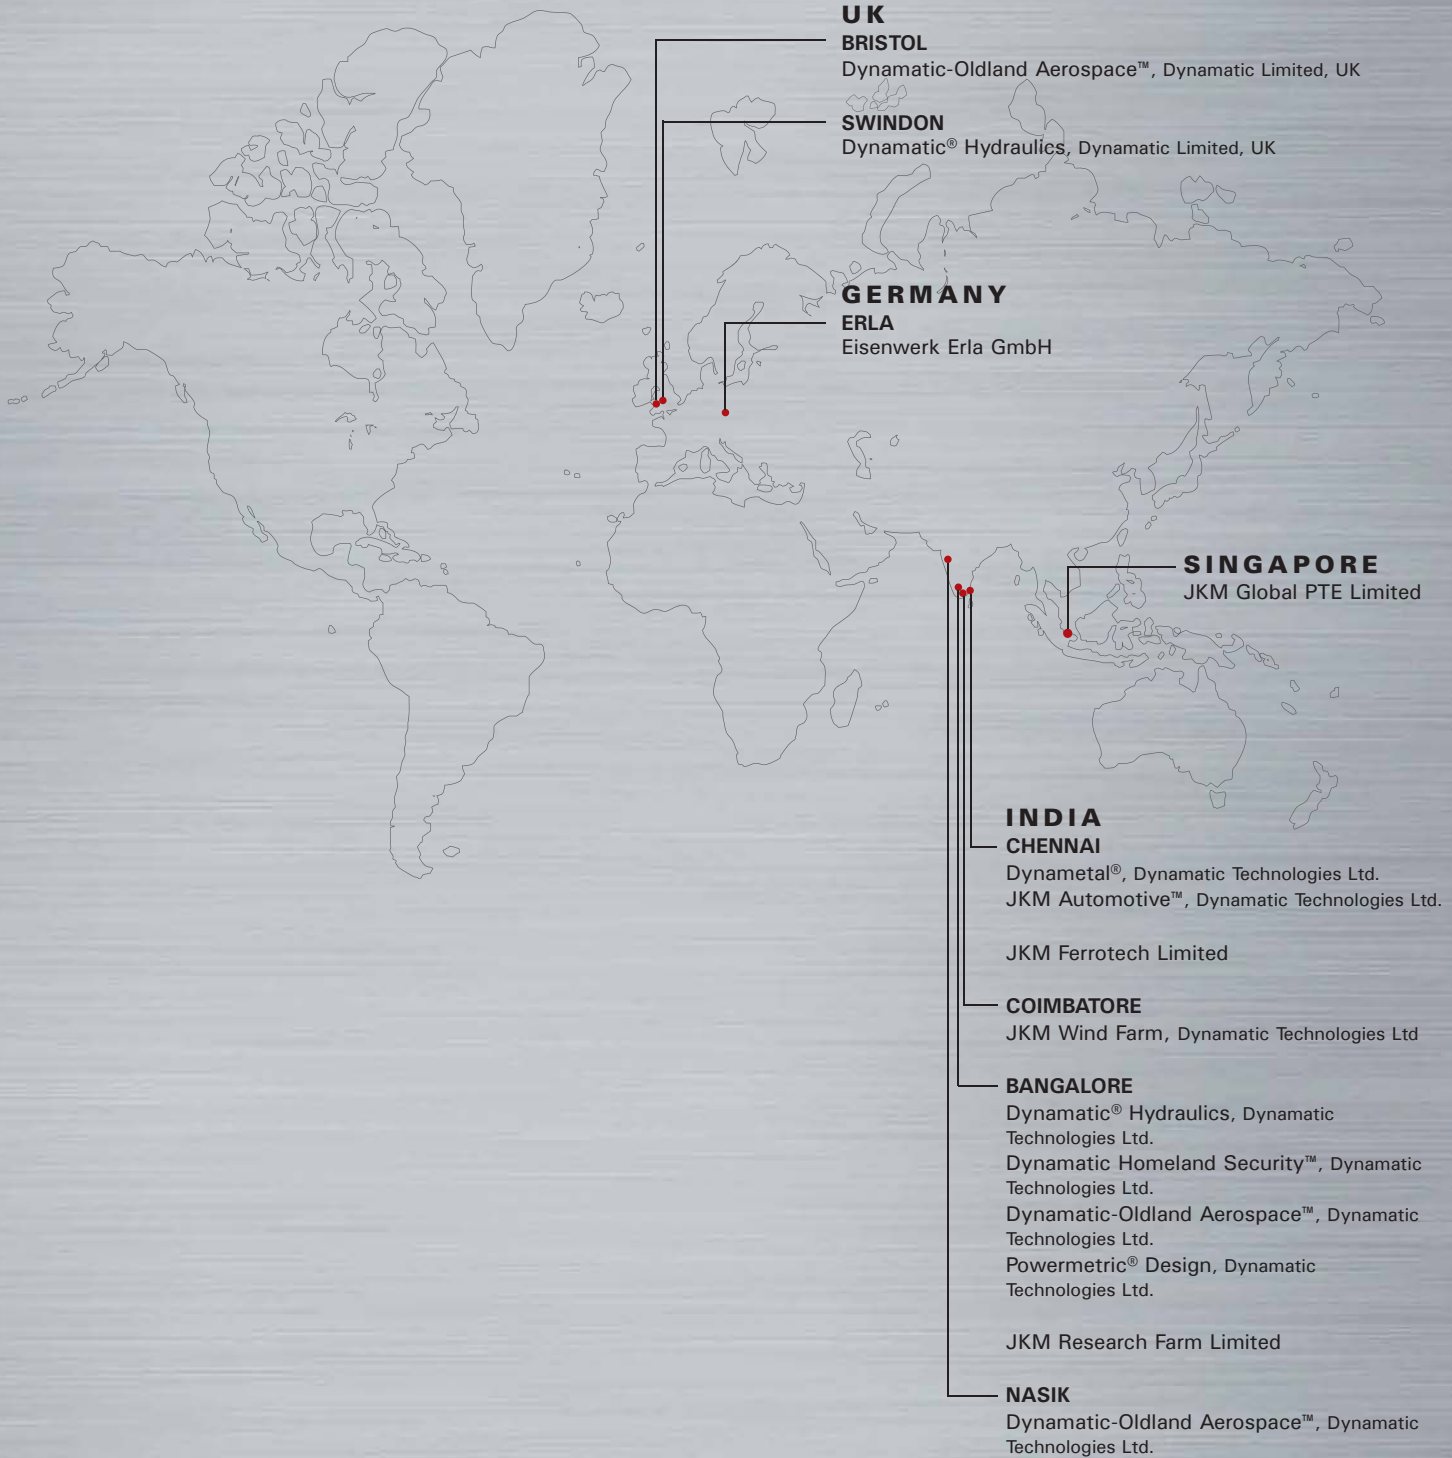 UK
BRISTOL
Dynamatic-Oldland Aerospace™, Dynamatic Limited, UK
SWINDON
Dynamatic® Hydraulics, Dynamatic Limited, UK
GERMANY
ERLA
Eisenwerk Erla GmbH
SINGAPORE
JKM Global PTE Limited
INDIA
CHENNAI
Dynametal®, Dynamatic Technologies Ltd.
JKM Automotive™, Dynamatic Technologies Ltd.
JKM Ferrotech Limited
COIMBATORE
JKM Wind Farm, Dynamatic Technologies Ltd
BANGALORE
Dynamatic® Hydraulics, Dynamatic
Technologies Ltd.
Dynamatic Homeland Security™, Dynamatic
Technologies Ltd.
Dynamatic-Oldland Aerospace™, Dynamatic
Technologies Ltd.
Powermetric® Design, Dynamatic
Technologies Ltd.
JKM Research Farm Limited
NASIK
Dynamatic-Oldland Aerospace™, Dynamatic
Technologies Ltd.